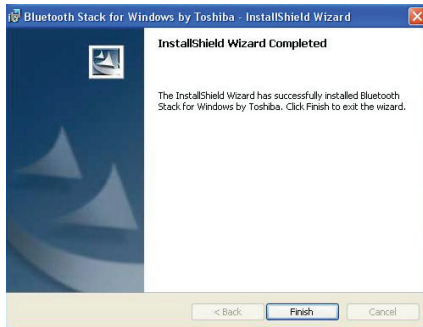 Bluetooth Stack for Windows by Toshiba - InstallShield Wizard
InstallShield Wizard Completed
The InstallShield Wizard has successfully installed Bluetooth
Stack for Windows by Toshiba. Click Finish to exit the wizard.
< Back Finish Cancel